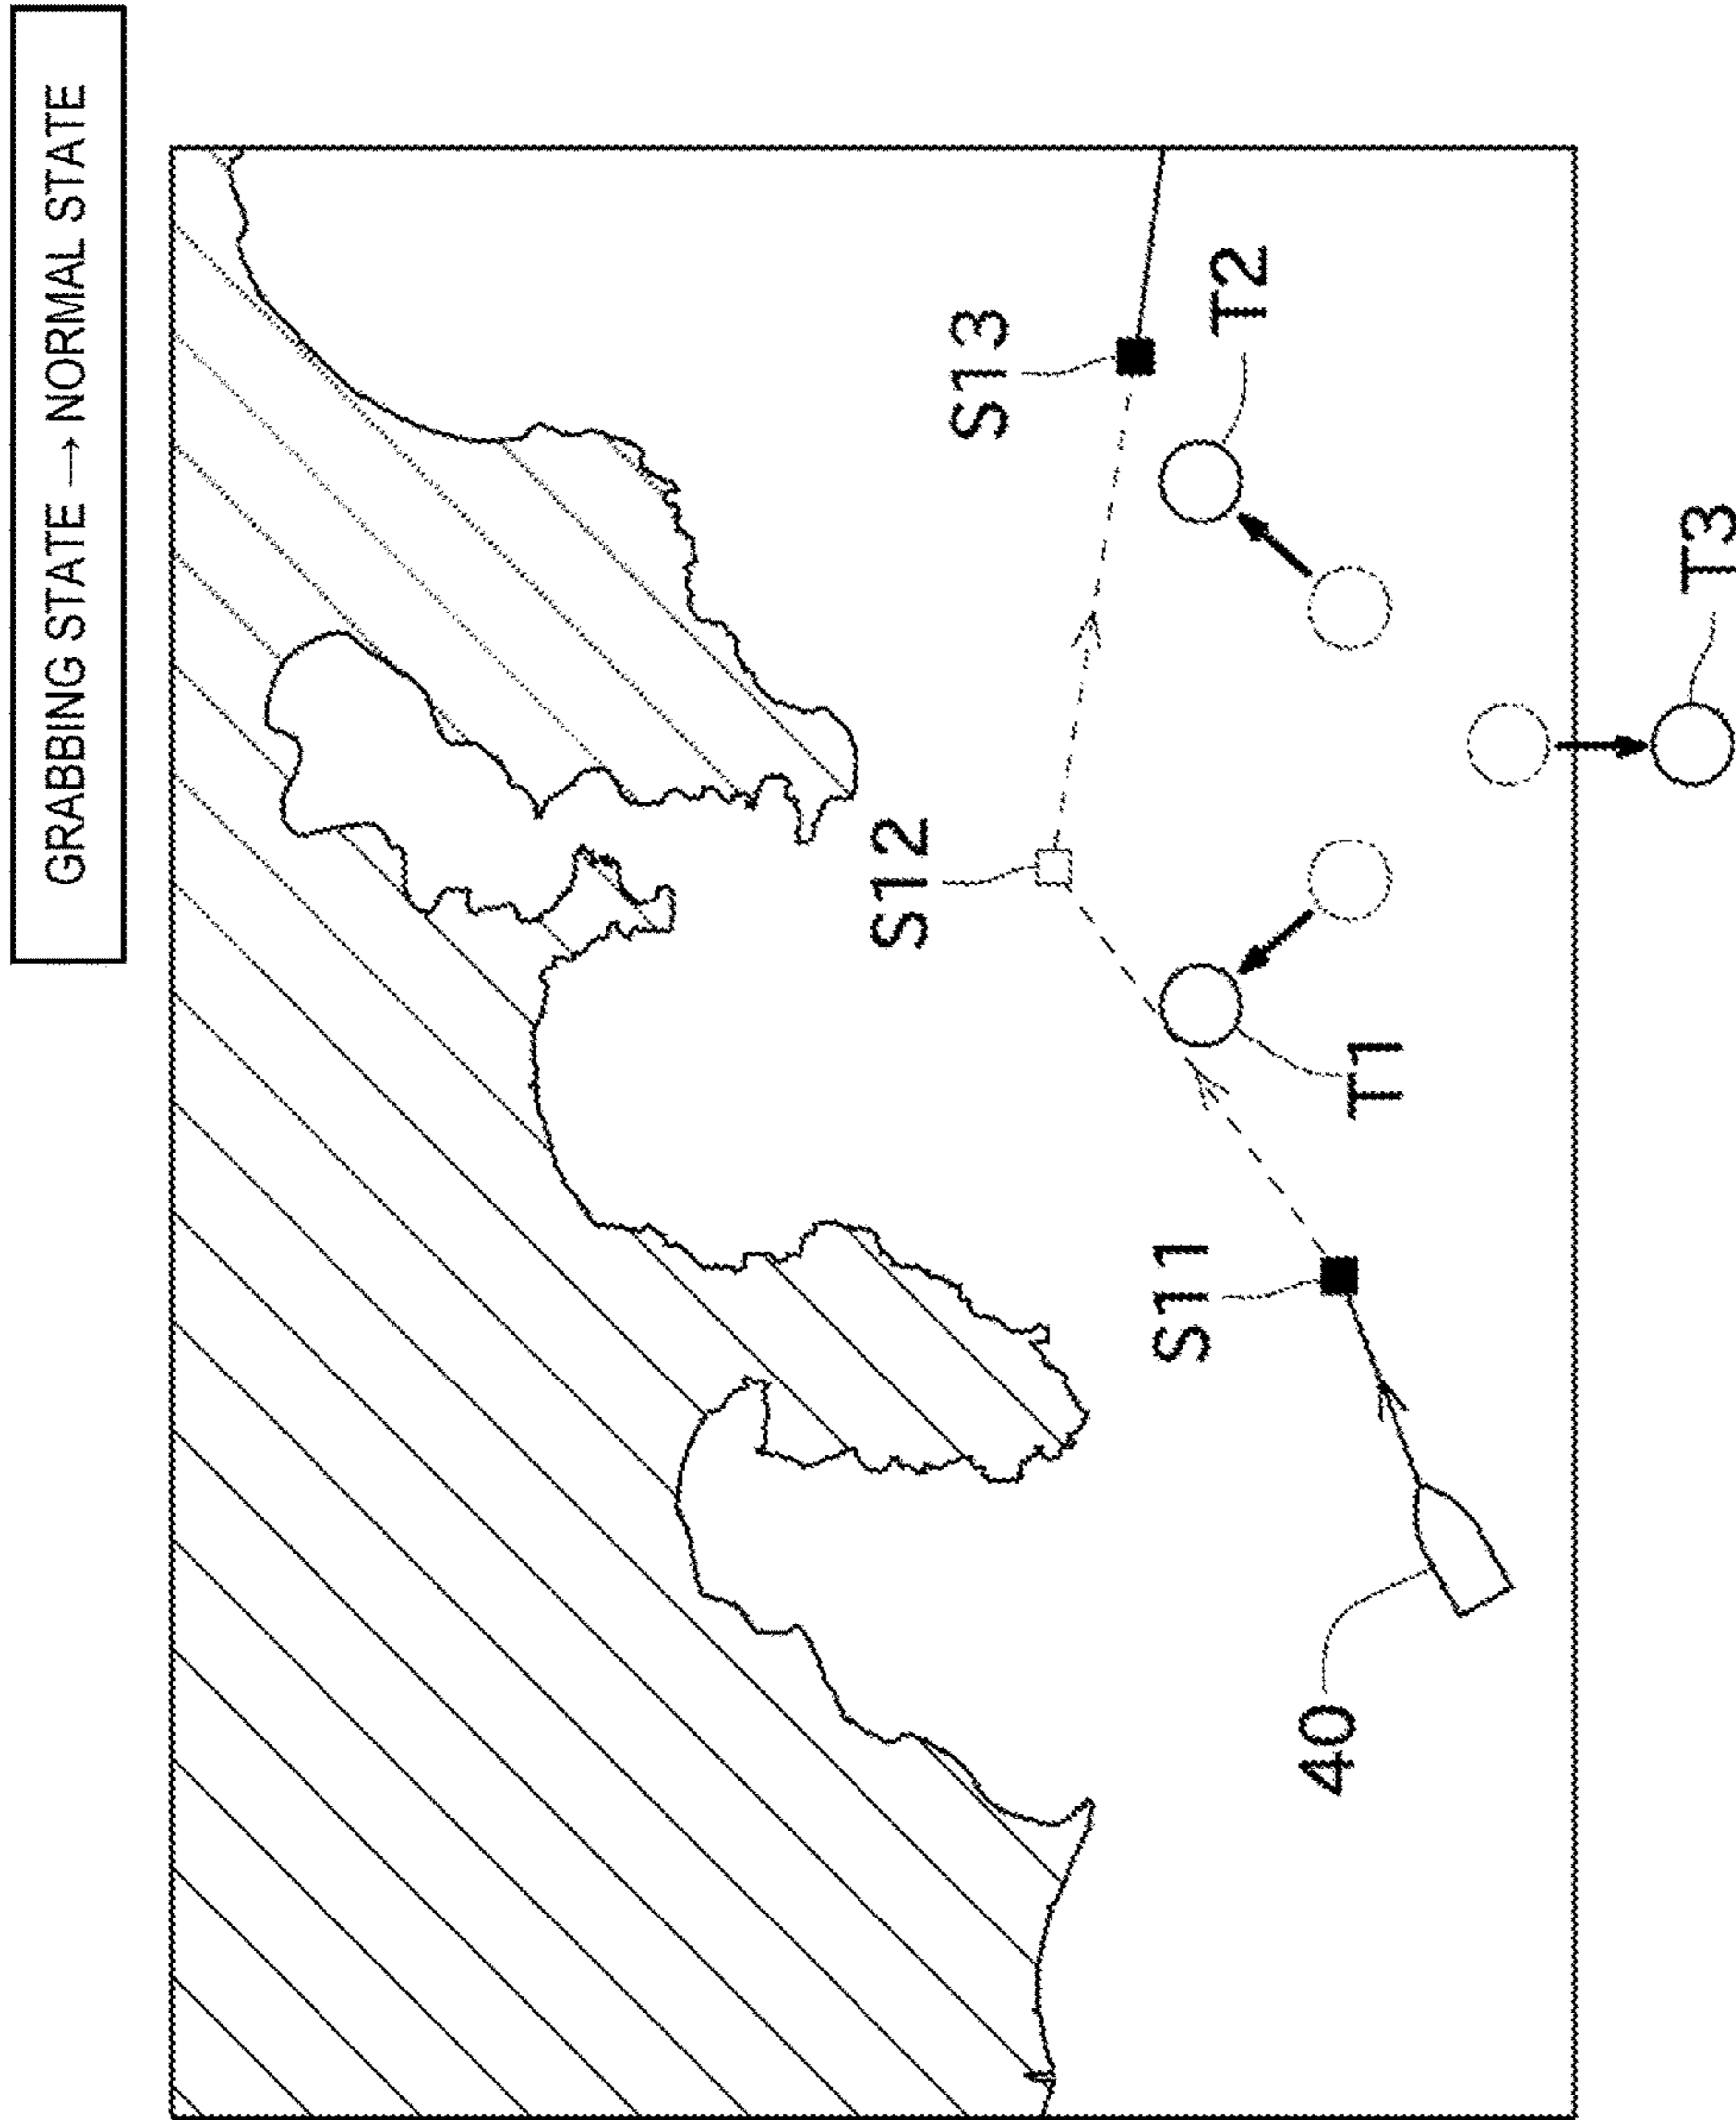 GRABBING STATE → NORMAL STATE
S13
T2
S12
T3
T1
S11
40